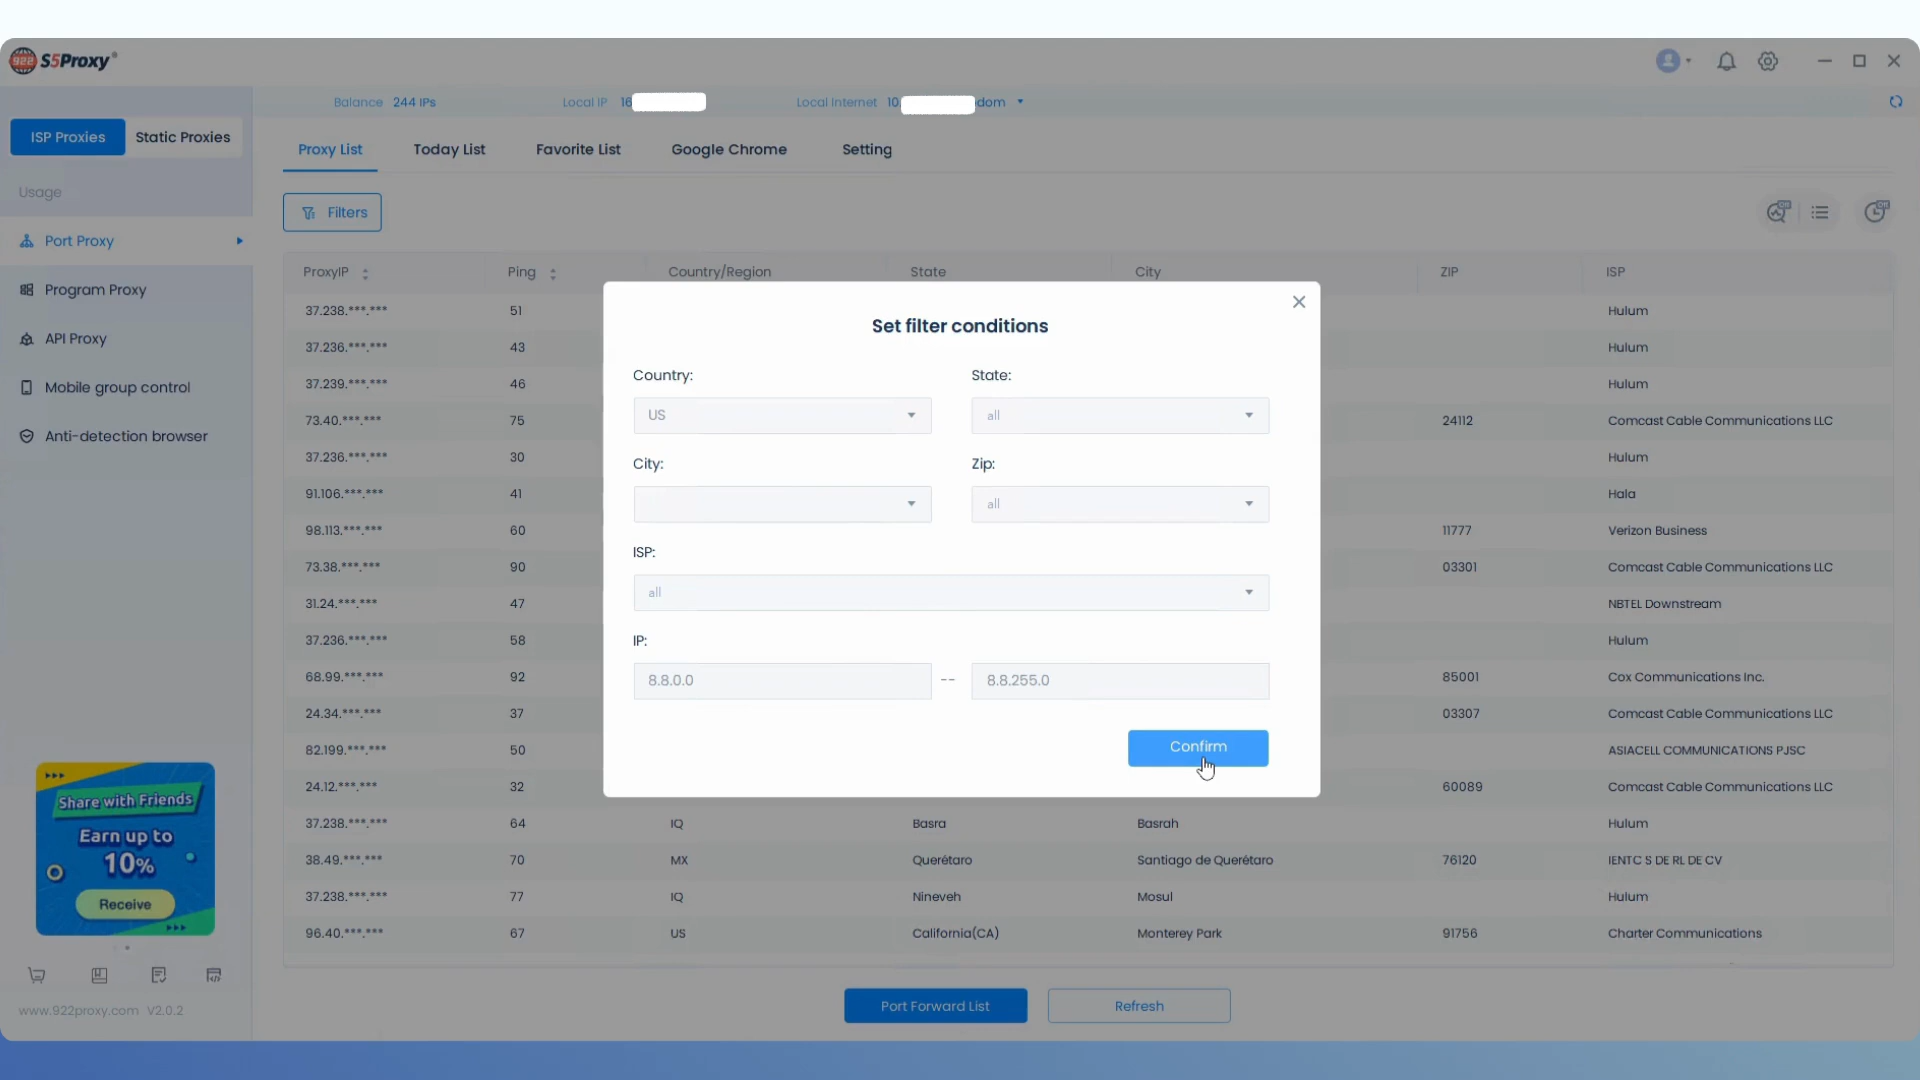 922 S5Proxy®
Balance 244 IPs Local IP 16 Local Internet 10. dom
ISP Proxies Static Proxies
Proxy List Today List Favorite List Google Chrome Setting
Usage
Filters
Port Proxy
Program Proxy
API Proxy
Mobile group control
Anti-detection browser
ProxyIP Ping Country/Region State City ZIP ISP
37.238.***.*** 51 Hulum
37.236.***.*** 43 Hulum
37.239.***.*** 46 Hulum
73.40.***.*** 75 24112 Comcast Cable Communications LLC
37.236.***.*** 30 Hulum
91.106.***.*** 41 Hala
98.113.***.*** 60 11777 Verizon Business
73.38.***.*** 90 03301 Comcast Cable Communications LLC
31.24.***.*** 47 NBTEL Downstream
37.236.***.*** 58 Hulum
68.99.***.*** 92 85001 Cox Communications Inc.
24.34.***.*** 37 03307 Comcast Cable Communications LLC
82.199.***.*** 50 ASIACELL COMMUNICATIONS PJSC
24.12.***.*** 32 60089 Comcast Cable Communications LLC
37.238.***.*** 64 IQ Basra Basrah Hulum
38.49.***.*** 70 MX Querétaro Santiago de Querétaro 76120 IENTC S DE RL DE CV
37.238.***.*** 77 IQ Nineveh Mosul Hulum
96.40.***.*** 67 US California(CA) Monterey Park 91756 Charter Communications
Set filter conditions
Country: State:
US all
City: Zip:
all
ISP:
all
IP:
8.8.0.0 -- 8.8.255.0
Confirm
Share with Friends
Earn up to
10%
Receive
www.922proxy.com V2.0.2
Port Forward List Refresh